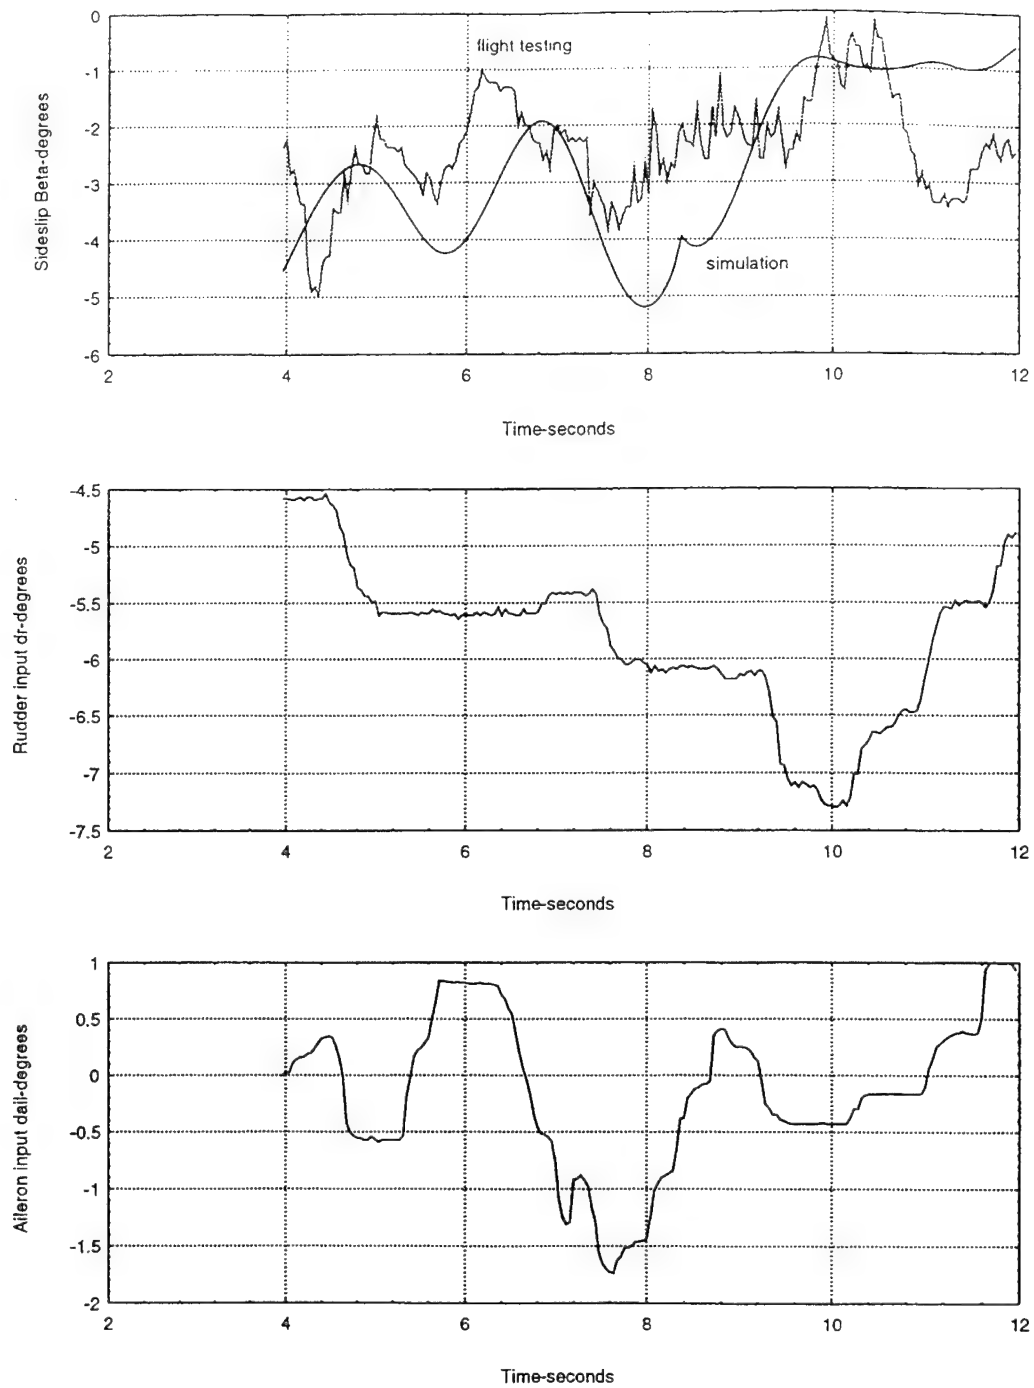 0
-1
-2
-3
-4
-5
-6
Sideslip Beta-degrees
flight testing
simulation
2 4 6 8 10 12
Time-seconds
-4.5
-5
-5.5
-6
-6.5
-7
-7.5
Rudder input dr-degrees
2 4 6 8 10 12
Time-seconds
1
0.5
0
-0.5
-1
-1.5
-2
Aileron input dail-degrees
2 4 6 8 10 12
Time-seconds